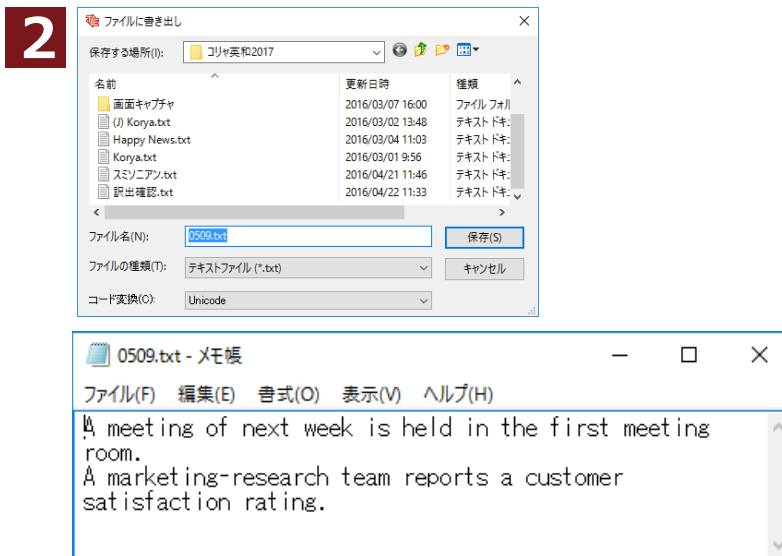 2
ファイルに書き出し
保存する場所(I): コリャ英和2017
名前 更新日時 種類
画面キャプチャ 2016/03/07 16:00 ファイル フォル
(J) Korya.txt 2016/03/02 13:48 テキスト ドキュ
Happy News.txt 2016/03/04 11:03 テキスト ドキュ
Korya.txt 2016/03/01 9:56 テキスト ドキュ
スミソニアン.txt 2016/04/21 11:46 テキスト ドキュ
訳出確認.txt 2016/04/22 11:33 テキスト ドキュ
ファイル名(N): 0509.txt 保存(S)
ファイルの種類(T): テキストファイル (*.txt) キャンセル
コード変換(C): Unicode
0509.txt - メモ帳
ファイル(F) 編集(E) 書式(O) 表示(V) ヘルプ(H)
A meeting of next week is held in the first meeting
room.
A marketing-research team reports a customer
satisfaction rating.